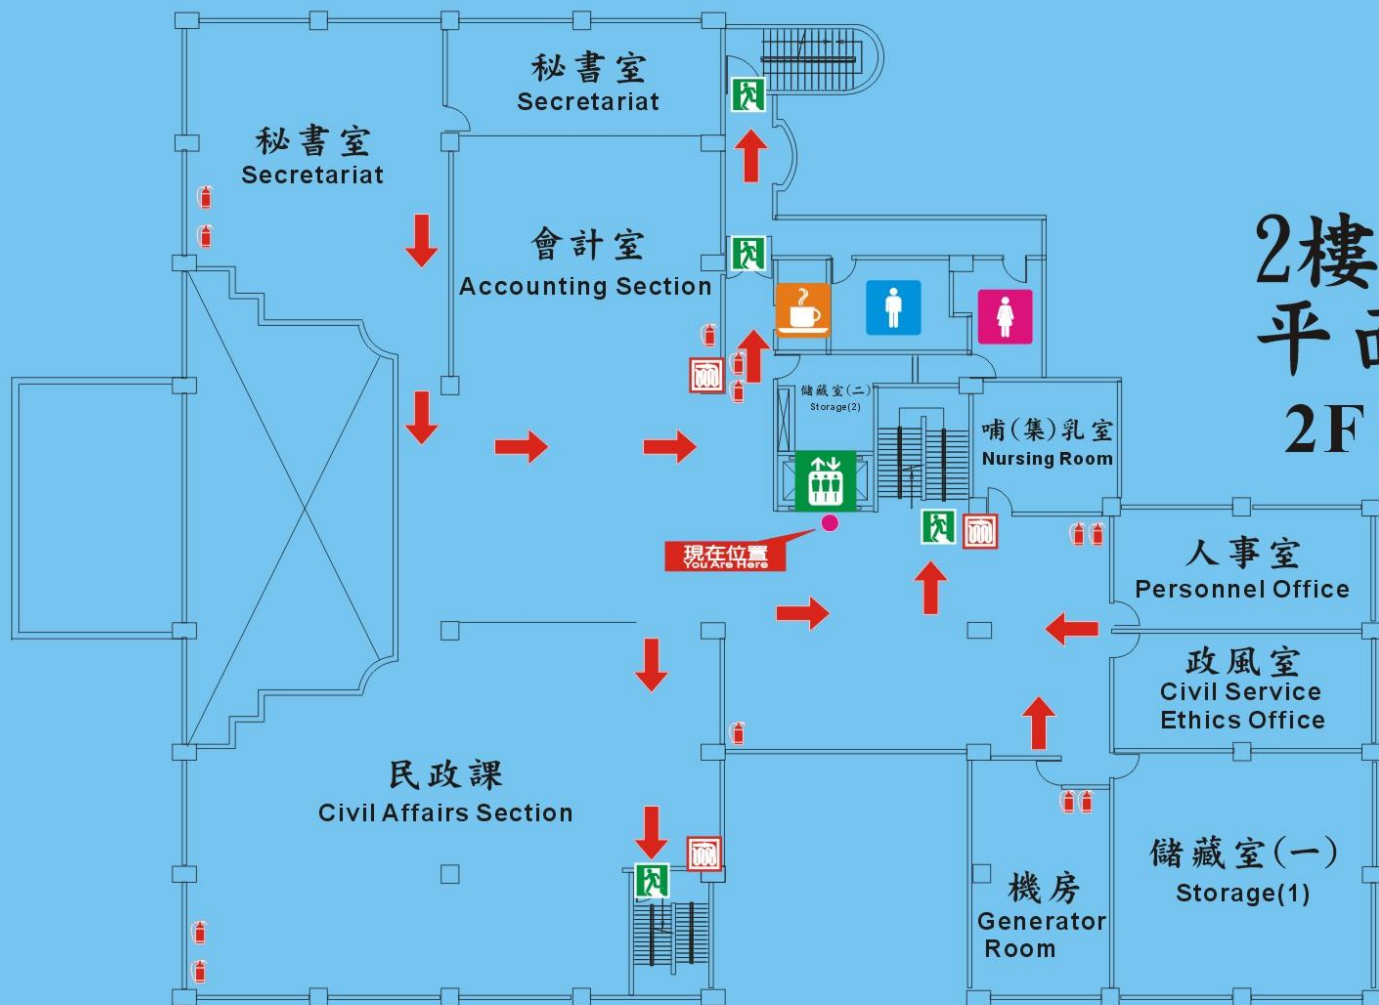 秘書室
Secretariat
秘書室
Secretariat
會計室
Accounting Section
2樓
平面
2F
儲藏室(二)
Storage(2)
哺(集)乳室
Nursing Room
現在位置
You Are Here
人事室
Personnel Office
政風室
Civil Service
Ethics Office
民政課
Civil Affairs Section
機房
Generator
Room
儲藏室(一)
Storage(1)